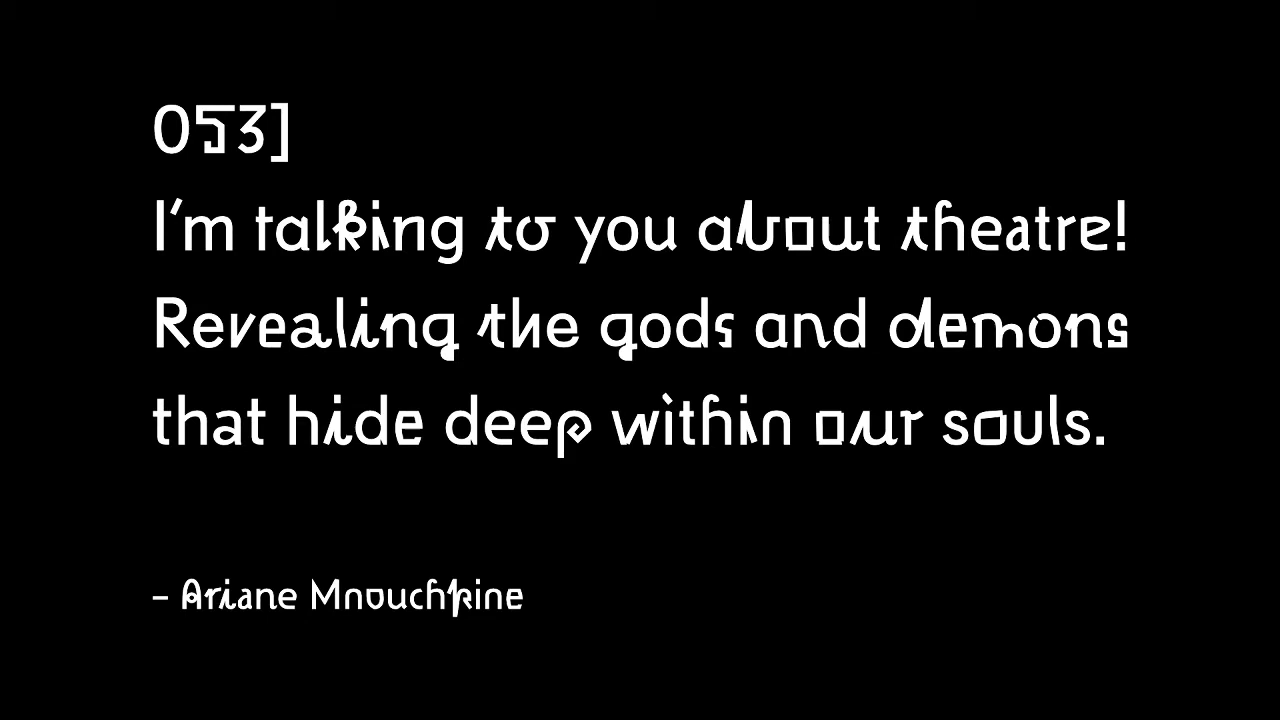 053]
I’m talking to you about theatre!
Revealing the gods and demons
that hide deep within our souls.
– Ariane Mnouchkine